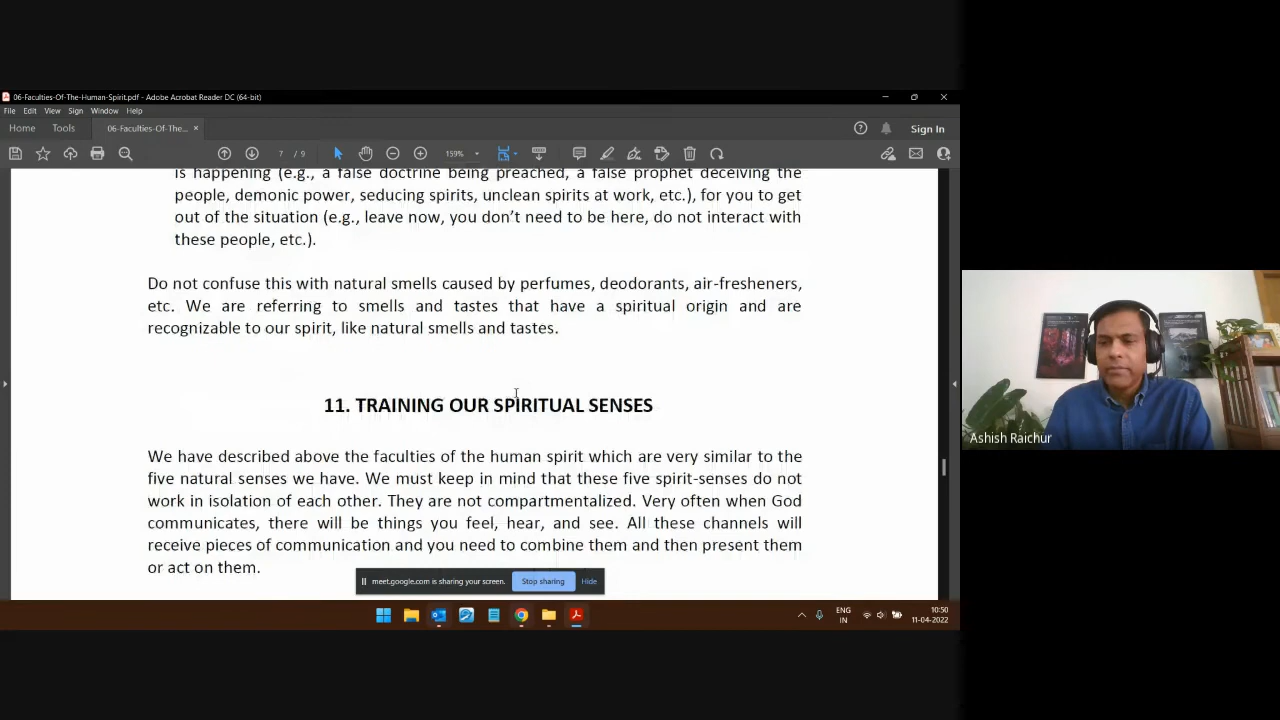 06-Faculties-Of-The-Human-Spirit.pdf - Adobe Acrobat Reader DC (64-bit)
File Edit View Sign Window Help
Home Tools 06-Faculties-Of-The... × Sign In
7 / 9 159%
is happening (e.g., a false doctrine being preached, a false prophet deceiving the
people, demonic power, seducing spirits, unclean spirits at work, etc.), for you to get
out of the situation (e.g., leave now, you don’t need to be here, do not interact with
these people, etc.).
Do not confuse this with natural smells caused by perfumes, deodorants, air-fresheners,
etc. We are referring to smells and tastes that have a spiritual origin and are
recognizable to our spirit, like natural smells and tastes.
11. TRAINING OUR SPIRITUAL SENSES
We have described above the faculties of the human spirit which are very similar to the
five natural senses we have. We must keep in mind that these five spirit-senses do not
work in isolation of each other. They are not compartmentalized. Very often when God
communicates, there will be things you feel, hear, and see. All these channels will
receive pieces of communication and you need to combine them and then present them
or act on them.
meet.google.com is sharing your screen. Stop sharing Hide
ENG 10:50
IN 11-04-2022
Ashish Raichur